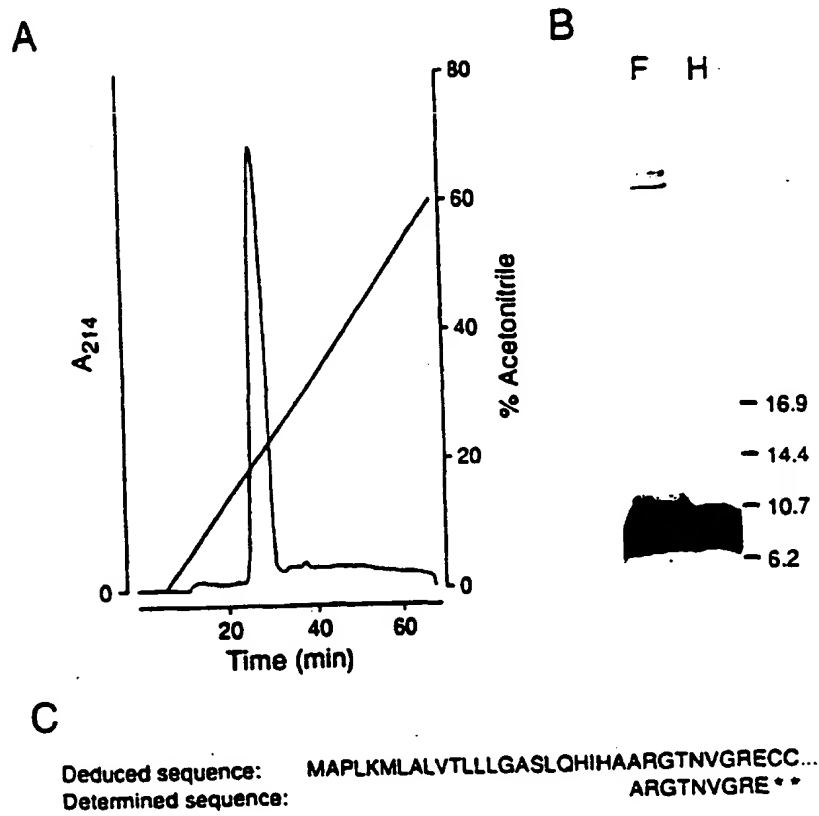 A
B
F H
80
60
40
20
0
A214
% Acetonitrile
0
20 40 60
Time (min)
16.9
14.4
10.7
6.2
C
Deduced sequence: MAPLKMLALVTLLLGASLQHIHAARGTNVGRECC...
Determined sequence: ARGTNVGRE**